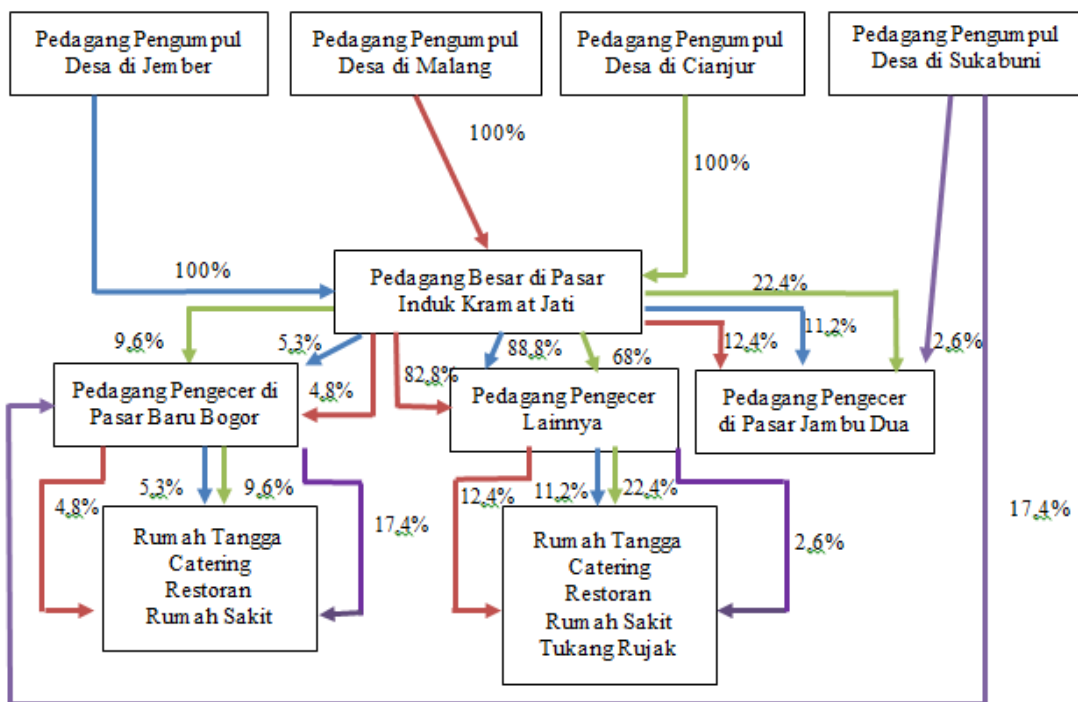 Pedagang Pengumpul
Desa di Jember
Pedagang Pengumpul
Desa di Malang
Pedagang Pengumpul
Desa di Cianjur
Pedagang Pengumpul
Desa di Sukabuni
100%
100%
100%
Pedagang Besar di Pasar
Induk Kramat Jati
22.4%
11.2%
12.4%
2.6%
9.6%
5.3%
88.8%
68%
4.8%
82.8%
Pedagang Pengecer di
Pasar Baru Bogor
Pedagang Pengecer
Lainnya
Pedagang Pengecer
di Pasar Jambu Dua
4.8%
5.3%
9.6%
17.4%
12.4%
11.2%
22.4%
2.6%
17.4%
Rumah Tangga
Catering
Restoran
Rumah Sakit
Rumah Tangga
Catering
Restoran
Rumah Sakit
Tukang Rujak